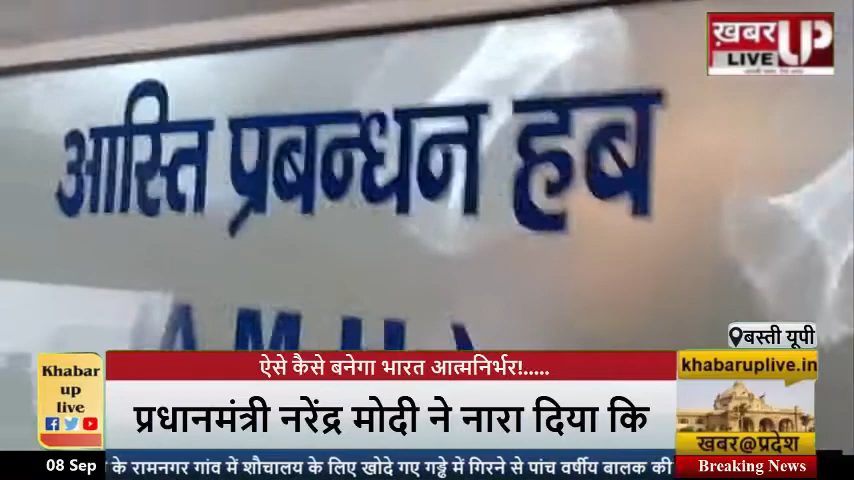 ख़बर UP
LIVE
आस्ति प्रबन्धन हब
बस्ती यूपी
Khabar
up
live
ऐसे कैसे बनेगा भारत आत्मनिर्भर!.....
प्रधानमंत्री नरेंद्र मोदी ने नारा दिया कि
khabaruplive.in
खबर@प्रदेश
08 Sep
के रामनगर गांव में शौचालय के लिए खोदे गए गड्ढे में गिरने से पांच वर्षीय बालक की
Breaking News